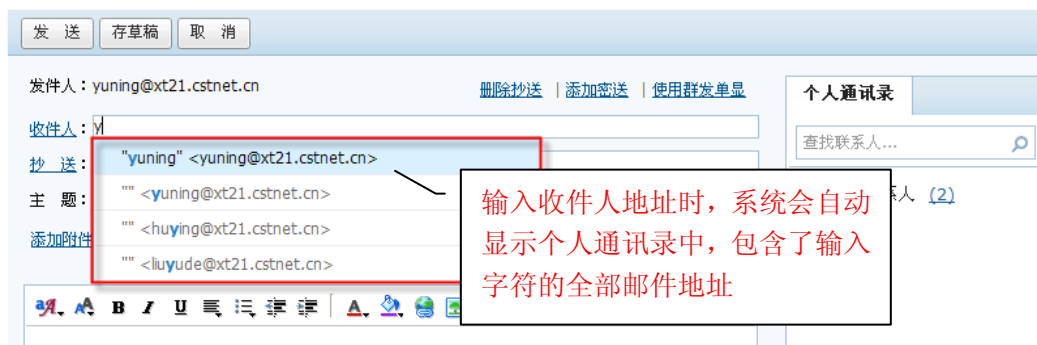 发 送 存草稿 取 消
发件人：yuning@xt21.cstnet.cn 删除抄送 | 添加密送 | 使用群发单显
个人通讯录
收件人：y
查找联系人...
"yuning" <yuning@xt21.cstnet.cn>
抄 送：
"" <yuning@xt21.cstnet.cn>
主 题：
系人 (2)
"" <huying@xt21.cstnet.cn>
添加附件
"" <liuyude@xt21.cstnet.cn>
输入收件人地址时，系统会自动
显示个人通讯录中，包含了输入
字符的全部邮件地址
B I U A